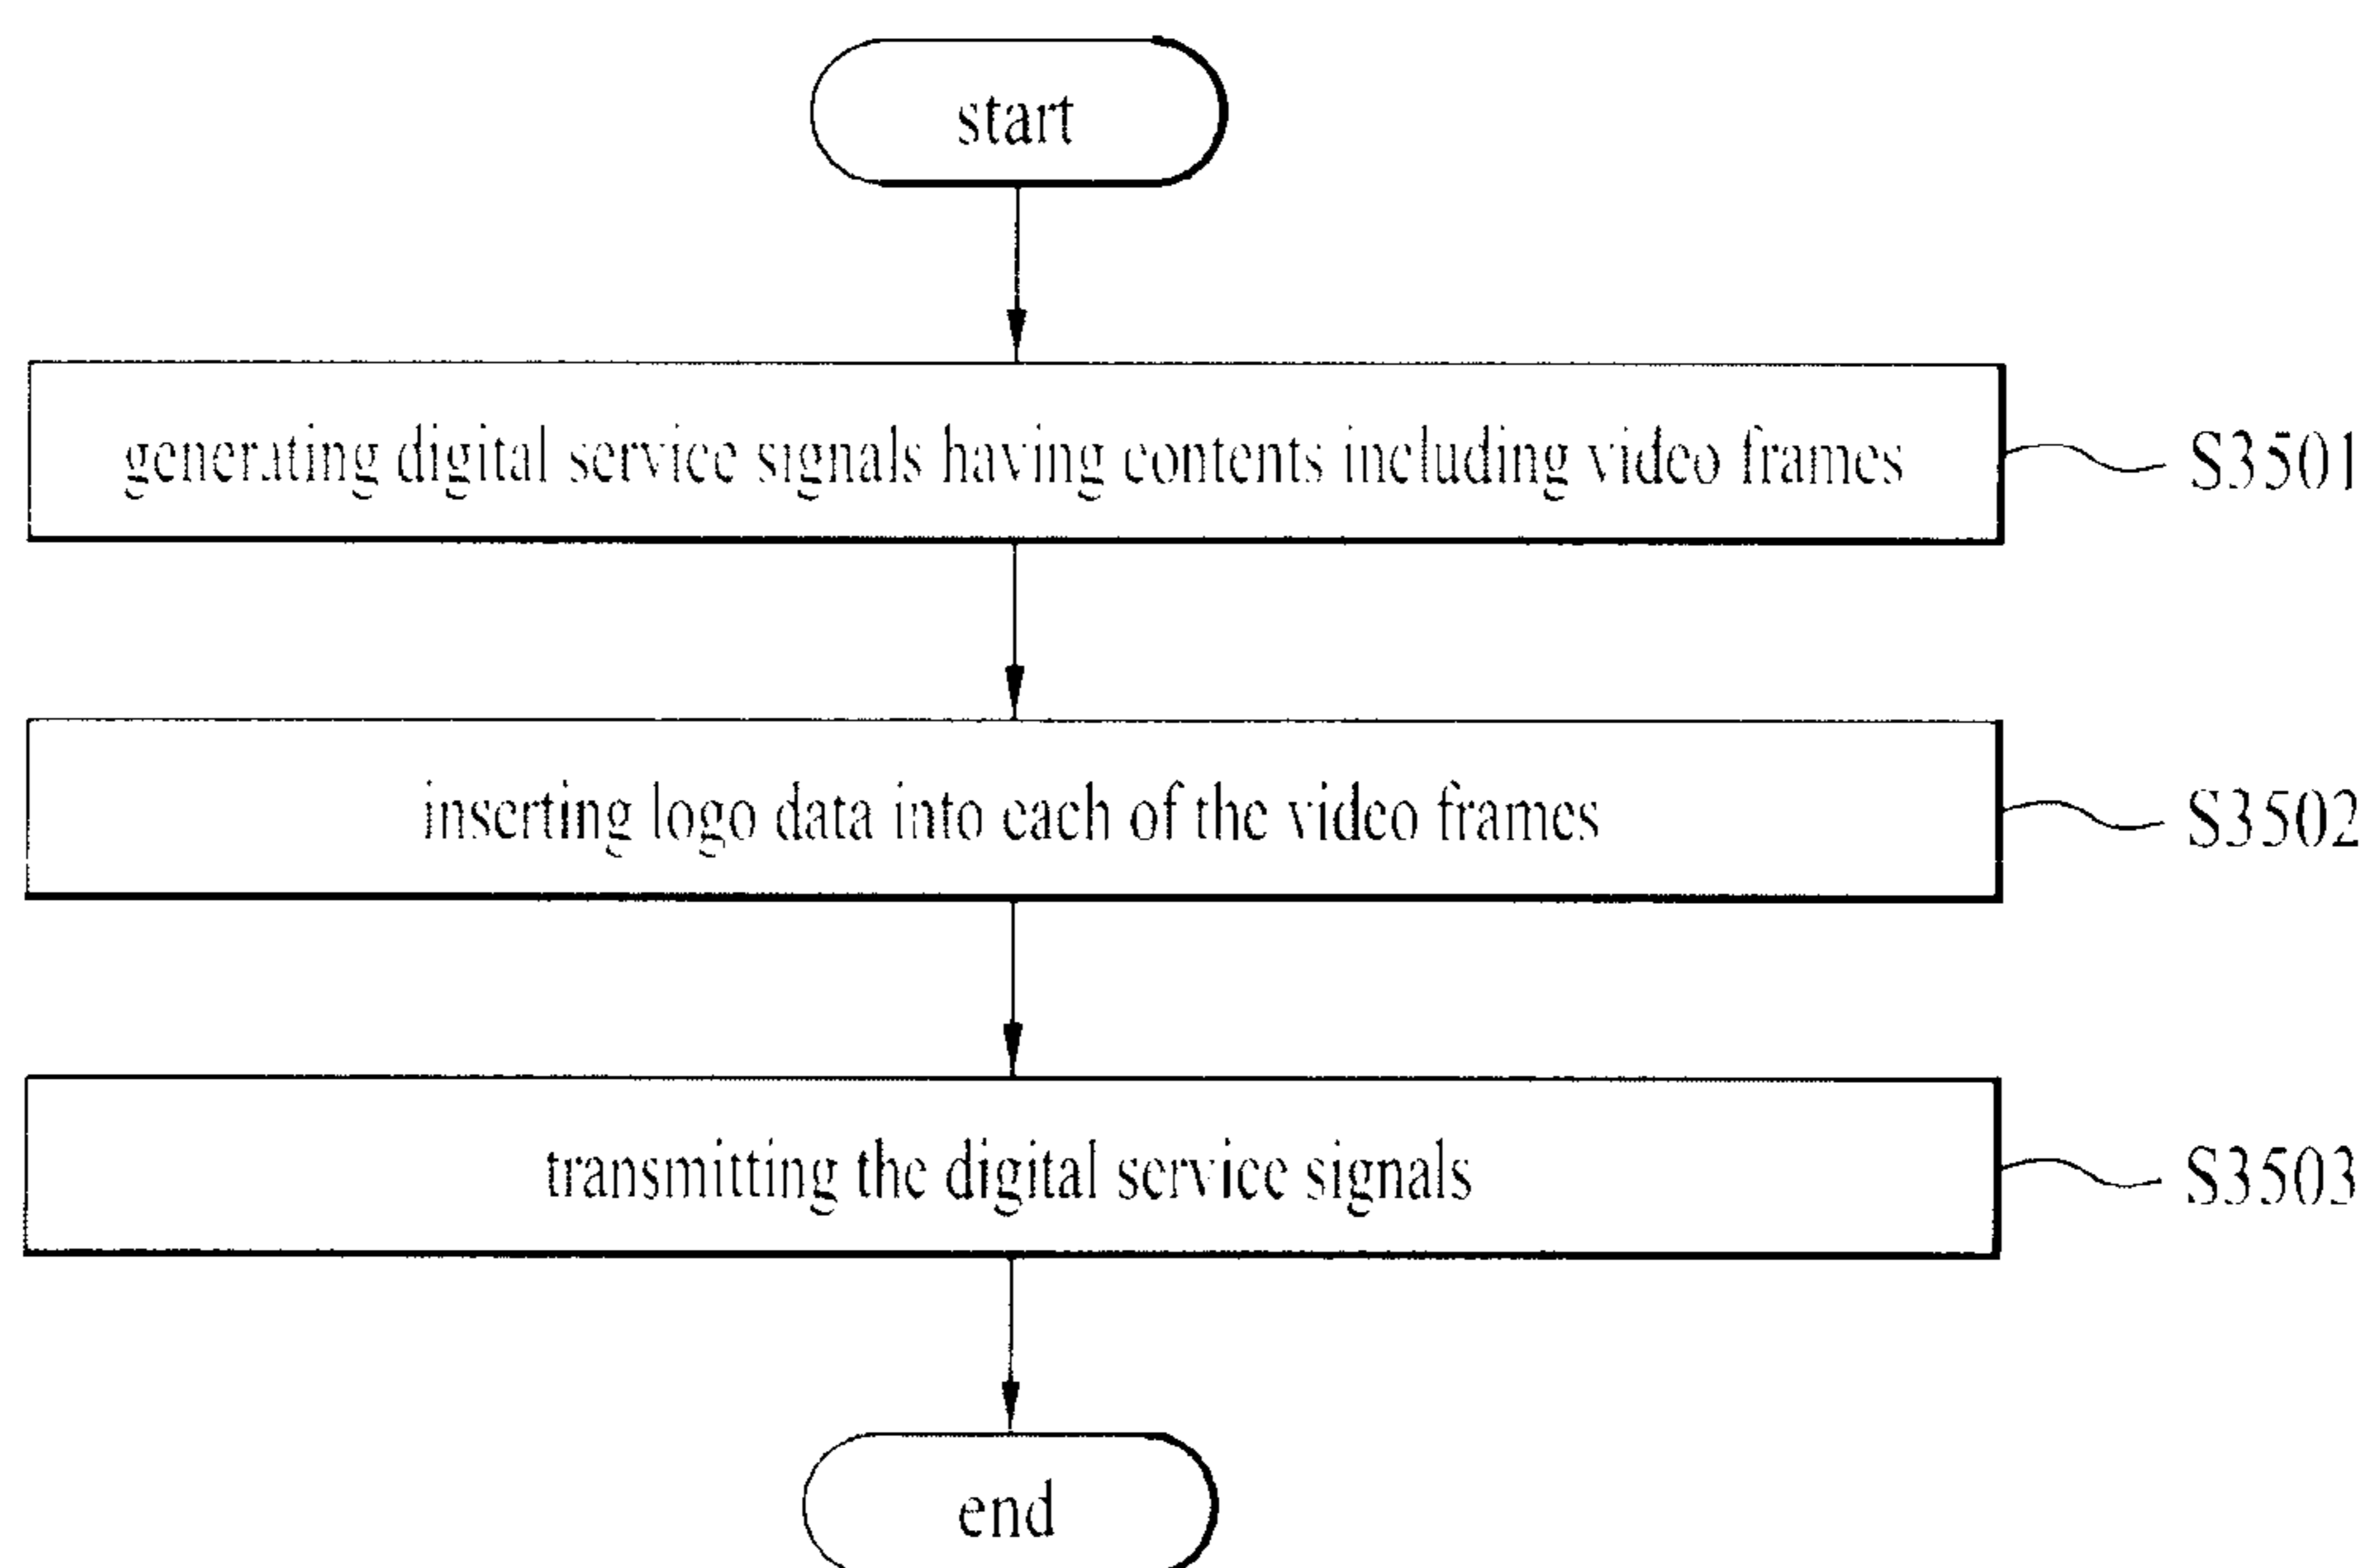 start
generating digital service signals having contents including video frames
S3501
inserting logo data into each of the video frames
S3502
transmitting the digital service signals
S3503
end